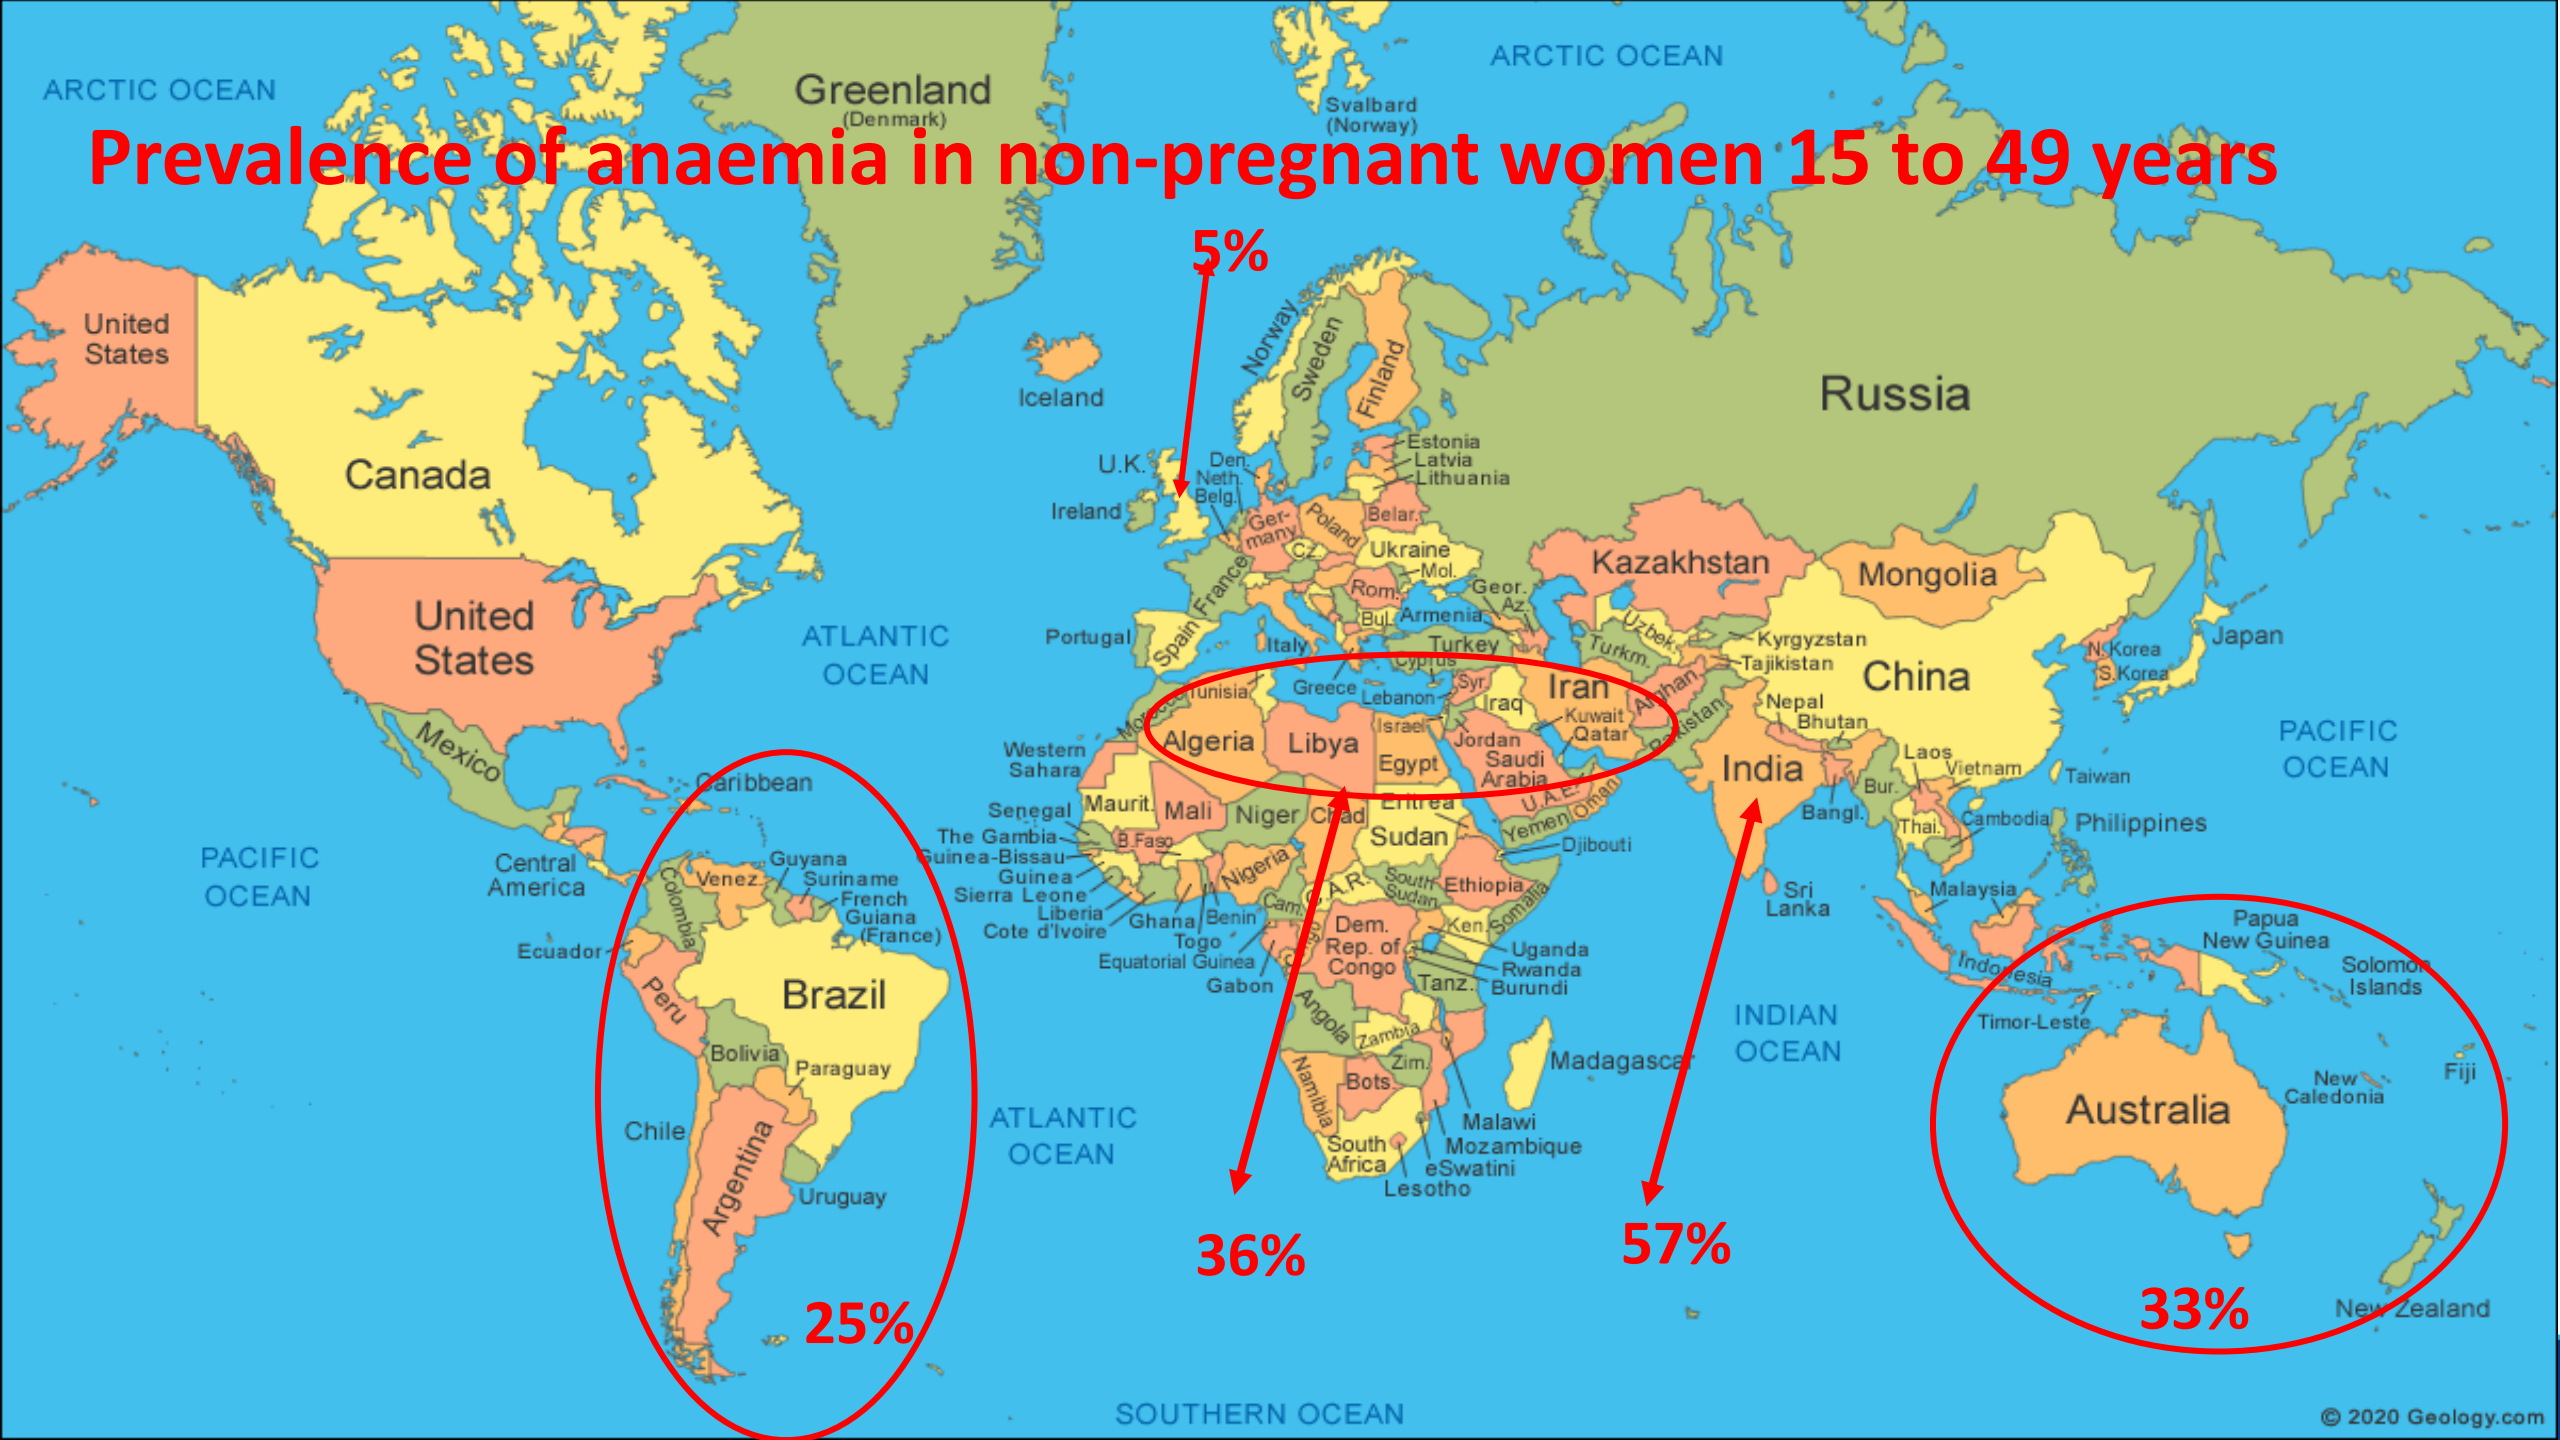 ARCTIC OCEAN
ARCTIC OCEAN
Greenland
(Denmark)
Svalbard
(Norway)
Prevalence of anaemia in non-pregnant women 15 to 49 years
5%
United
States
Canada
Iceland
Norway
Sweden
Finland
Russia
Estonia
Latvia
Lithuania
U.K.
Ireland
Den.
Neth.
Belg.
Ger-
many
Poland
Belar.
Cz.
Ukraine
Mol.
France
Rom.
Bul.
Geor.
Az.
Armenia
Kazakhstan
Mongolia
United
States
ATLANTIC
OCEAN
Portugal
Spain
Italy
Greece
Turkey
Cyprus
Lebanon
Syr.
Israel
Iraq
Iran
Kuwait
Qatar
Jordan
Saudi
Arabia
U.A.E.
Oman
Yemen
Uzbek.
Turkm.
Kyrgyzstan
Tajikistan
Afghan.
Pakistan
China
N. Korea
S. Korea
Japan
Nepal
Bhutan
India
Bangl.
Bur.
Laos
Vietnam
Thai.
Cambodia
Taiwan
Philippines
Sri
Lanka
Malaysia
Indonesia
PACIFIC
OCEAN
Mexico
Caribbean
Central
America
PACIFIC
OCEAN
Morocco
Tunisia
Algeria
Libya
Egypt
Western
Sahara
Maurit.
Mali
Niger
Chad
Eritrea
Sudan
Djibouti
Senegal
The Gambia
Guinea-Bissau
Guinea
Sierra Leone
Liberia
Cote d'Ivoire
B.Faso
Ghana
Togo
Benin
Nigeria
Cam.
C.A.R.
South
Sudan
Ethiopia
Somalia
Equatorial Guinea
Gabon
Congo
Dem.
Rep. of
Congo
Ken.
Uganda
Rwanda
Burundi
Tanz.
Angola
Zambia
Zim.
Namibia
Bots.
South
Africa
Madagascar
Malawi
Mozambique
eSwatini
Lesotho
Venez.
Guyana
Suriname
French
Guiana
(France)
Colombia
Ecuador
Peru
Brazil
Bolivia
Paraguay
Chile
Argentina
Uruguay
ATLANTIC
OCEAN
INDIAN
OCEAN
Papua
New Guinea
Solomon
Islands
Timor-Leste
Australia
New
Caledonia
Fiji
New Zealand
36%
57%
25%
33%
SOUTHERN OCEAN
© 2020 Geology.com